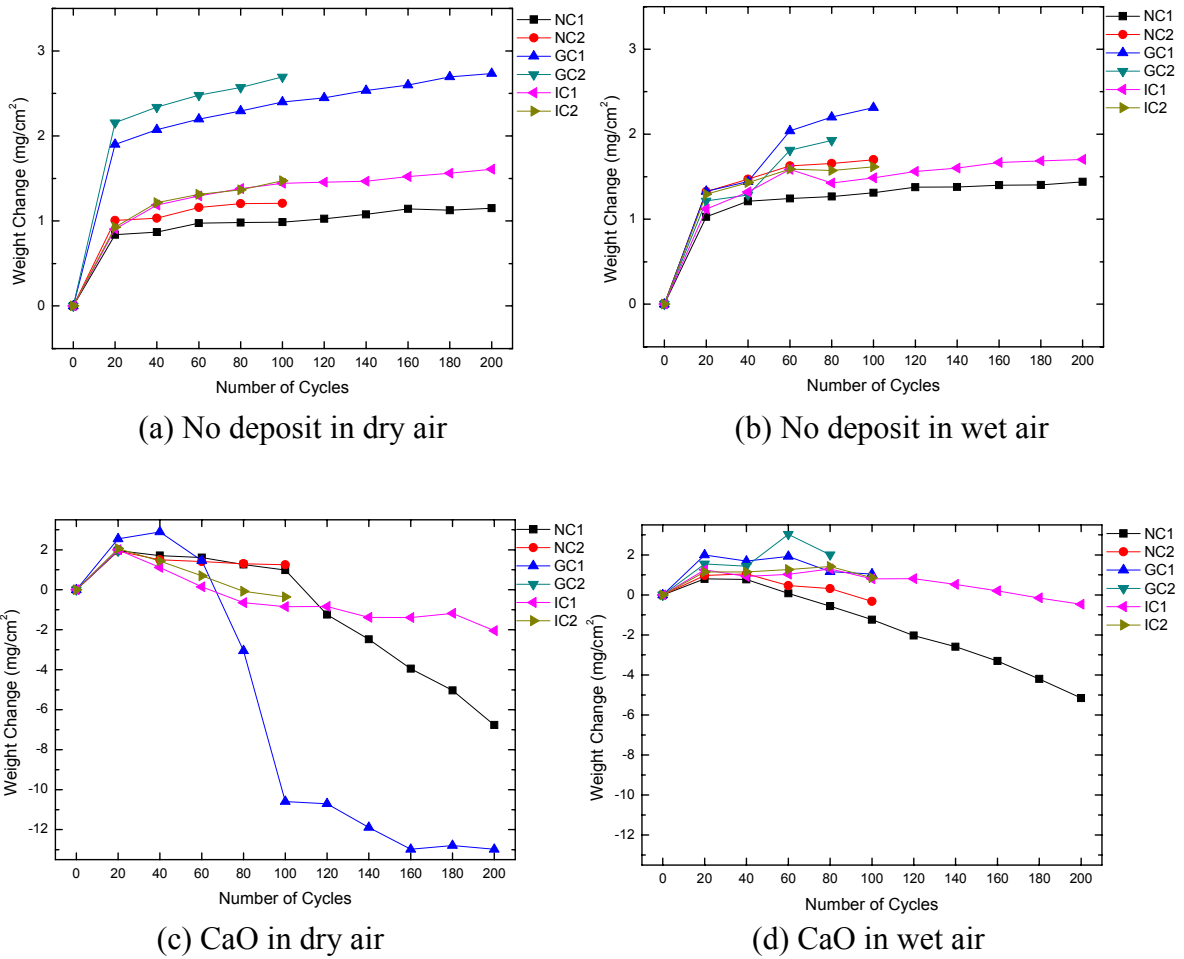 NC1
NC2
GC1
GC2
IC1
IC2
3
2
1
0
Weight Change (mg/cm²)
0 20 40 60 80 100 120 140 160 180 200
Number of Cycles
(a) No deposit in dry air
NC1
NC2
GC1
GC2
IC1
IC2
3
2
1
0
Weight Change (mg/cm²)
0 20 40 60 80 100 120 140 160 180 200
Number of Cycles
(b) No deposit in wet air
NC1
NC2
GC1
GC2
IC1
IC2
2
0
-2
-4
-6
-8
-10
-12
Weight Change (mg/cm²)
0 20 40 60 80 100 120 140 160 180 200
Number of Cycles
(c) CaO in dry air
NC1
NC2
GC1
GC2
IC1
IC2
2
0
-2
-4
-6
-8
-10
-12
Weight Change (mg/cm²)
0 20 40 60 80 100 120 140 160 180 200
Number of Cycles
(d) CaO in wet air